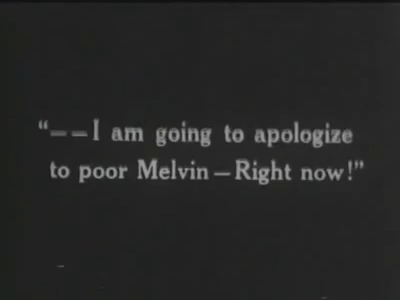 “— —I am going to apologize
to poor Melvin — Right now!”